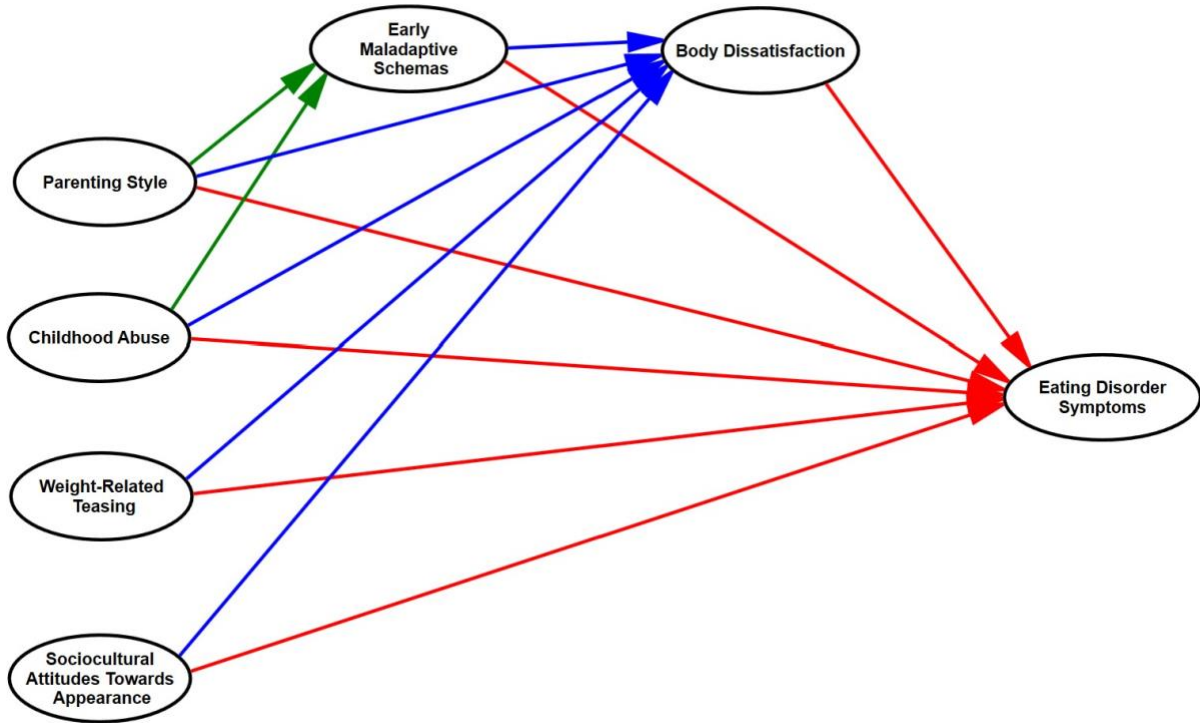 Early
Maladaptive
Schemas
Body Dissatisfaction
Parenting Style
Childhood Abuse
Eating Disorder
Symptoms
Weight-Related
Teasing
Sociocultural
Attitudes Towards
Appearance